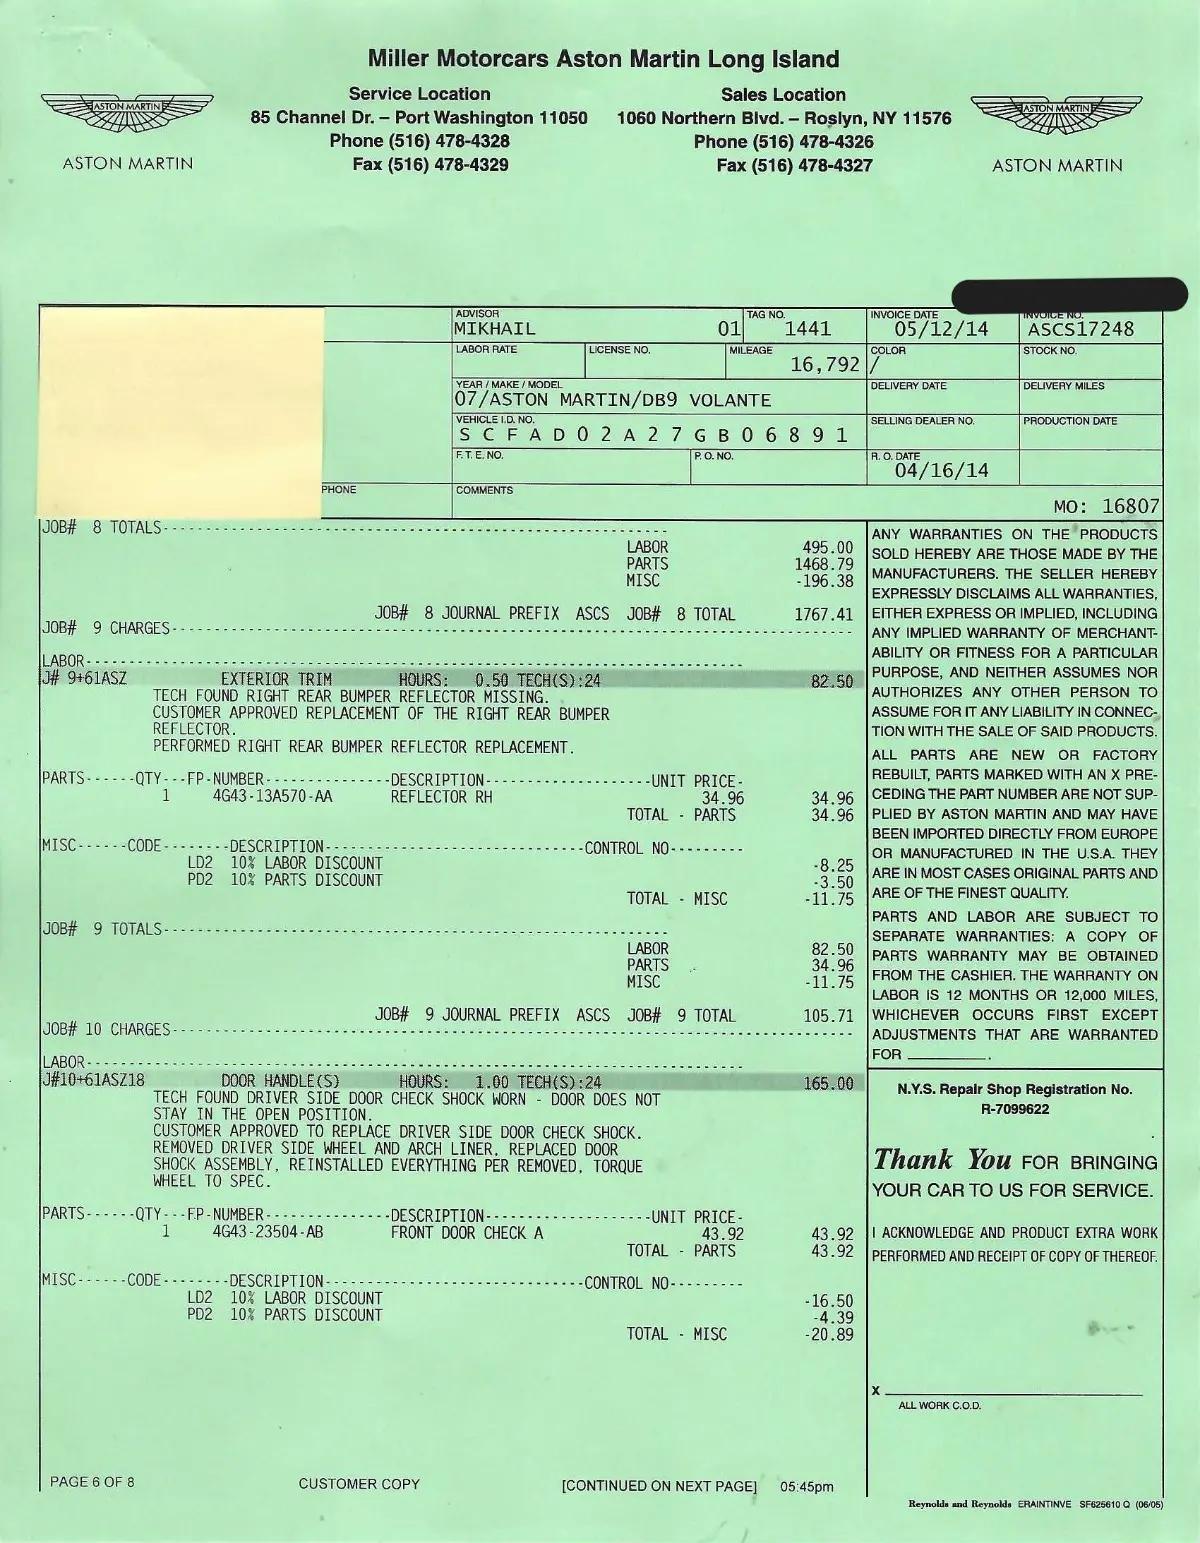 Miller Motorcars Aston Martin Long Island
Service Location
85 Channel Dr. – Port Washington 11050
Phone (516) 478-4328
Fax (516) 478-4329
Sales Location
1060 Northern Blvd. – Roslyn, NY 11576
Phone (516) 478-4326
Fax (516) 478-4327
ASTON MARTIN
ASTON MARTIN
ASTON MARTIN
ASTON MARTIN
ADVISOR
MIKHAIL 01
TAG NO.
1441
INVOICE DATE
05/12/14
INVOICE NO.
ASCS17248
LABOR RATE
LICENSE NO.
MILEAGE
16,792
COLOR
/
STOCK NO.
YEAR / MAKE / MODEL
07/ASTON MARTIN/DB9 VOLANTE
DELIVERY DATE
DELIVERY MILES
VEHICLE I.D. NO.
S C F A D 0 2 A 2 7 G B 0 6 8 9 1
SELLING DEALER NO.
PRODUCTION DATE
F.T.E. NO.
P.O. NO.
R.O. DATE
04/16/14
PHONE
COMMENTS
MO: 16807
JOB# 8 TOTALS------------------------------------------------------------
LABOR 495.00
PARTS 1468.79
MISC -196.38
JOB# 8 JOURNAL PREFIX ASCS JOB# 8 TOTAL 1767.41
JOB# 9 CHARGES--------------------------------------------------------------------------------
LABOR-----------------------------------------------------------------------------
J# 9+61ASZ EXTERIOR TRIM HOURS: 0.50 TECH(S):24 82.50
TECH FOUND RIGHT REAR BUMPER REFLECTOR MISSING.
CUSTOMER APPROVED REPLACEMENT OF THE RIGHT REAR BUMPER
REFLECTOR.
PERFORMED RIGHT REAR BUMPER REFLECTOR REPLACEMENT.
PARTS------QTY---FP-NUMBER---------------DESCRIPTION--------------------UNIT PRICE-
1 4G43-13A570-AA REFLECTOR RH 34.96 34.96
TOTAL - PARTS 34.96
MISC------CODE--------DESCRIPTION-------------------------------CONTROL NO---------
LD2 10% LABOR DISCOUNT -8.25
PD2 10% PARTS DISCOUNT -3.50
TOTAL - MISC -11.75
JOB# 9 TOTALS------------------------------------------------------------
LABOR 82.50
PARTS 34.96
MISC -11.75
JOB# 9 JOURNAL PREFIX ASCS JOB# 9 TOTAL 105.71
JOB# 10 CHARGES--------------------------------------------------------------------------------
LABOR-----------------------------------------------------------------------------
J#10+61ASZ18 DOOR HANDLE(S) HOURS: 1.00 TECH(S):24 165.00
TECH FOUND DRIVER SIDE DOOR CHECK SHOCK WORN - DOOR DOES NOT
STAY IN THE OPEN POSITION.
CUSTOMER APPROVED TO REPLACE DRIVER SIDE DOOR CHECK SHOCK.
REMOVED DRIVER SIDE WHEEL AND ARCH LINER, REPLACED DOOR
SHOCK ASSEMBLY, REINSTALLED EVERYTHING PER REMOVED, TORQUE
WHEEL TO SPEC.
PARTS------QTY---FP-NUMBER---------------DESCRIPTION--------------------UNIT PRICE-
1 4G43-23504-AB FRONT DOOR CHECK A 43.92 43.92
TOTAL - PARTS 43.92
MISC------CODE--------DESCRIPTION-------------------------------CONTROL NO---------
LD2 10% LABOR DISCOUNT -16.50
PD2 10% PARTS DISCOUNT -4.39
TOTAL - MISC -20.89
ANY WARRANTIES ON THE PRODUCTS
SOLD HEREBY ARE THOSE MADE BY THE
MANUFACTURERS. THE SELLER HEREBY
EXPRESSLY DISCLAIMS ALL WARRANTIES,
EITHER EXPRESS OR IMPLIED, INCLUDING
ANY IMPLIED WARRANTY OF MERCHANT-
ABILITY OR FITNESS FOR A PARTICULAR
PURPOSE, AND NEITHER ASSUMES NOR
AUTHORIZES ANY OTHER PERSON TO
ASSUME FOR IT ANY LIABILITY IN CONNEC-
TION WITH THE SALE OF SAID PRODUCTS.
ALL PARTS ARE NEW OR FACTORY
REBUILT, PARTS MARKED WITH AN X PRE-
CEDING THE PART NUMBER ARE NOT SUP-
PLIED BY ASTON MARTIN AND MAY HAVE
BEEN IMPORTED DIRECTLY FROM EUROPE
OR MANUFACTURED IN THE U.S.A. THEY
ARE IN MOST CASES ORIGINAL PARTS AND
ARE OF THE FINEST QUALITY.
PARTS AND LABOR ARE SUBJECT TO
SEPARATE WARRANTIES: A COPY OF
PARTS WARRANTY MAY BE OBTAINED
FROM THE CASHIER. THE WARRANTY ON
LABOR IS 12 MONTHS OR 12,000 MILES,
WHICHEVER OCCURS FIRST EXCEPT
ADJUSTMENTS THAT ARE WARRANTED
FOR __________.
N.Y.S. Repair Shop Registration No.
R-7099622
Thank You FOR BRINGING
YOUR CAR TO US FOR SERVICE.
I ACKNOWLEDGE AND PRODUCT EXTRA WORK
PERFORMED AND RECEIPT OF COPY OF THEREOF.
X
ALL WORK C.O.D.
PAGE 6 OF 8 CUSTOMER COPY [CONTINUED ON NEXT PAGE] 05:45pm
Reynolds and Reynolds ERAINTINVE SF625610 Q (06/05)